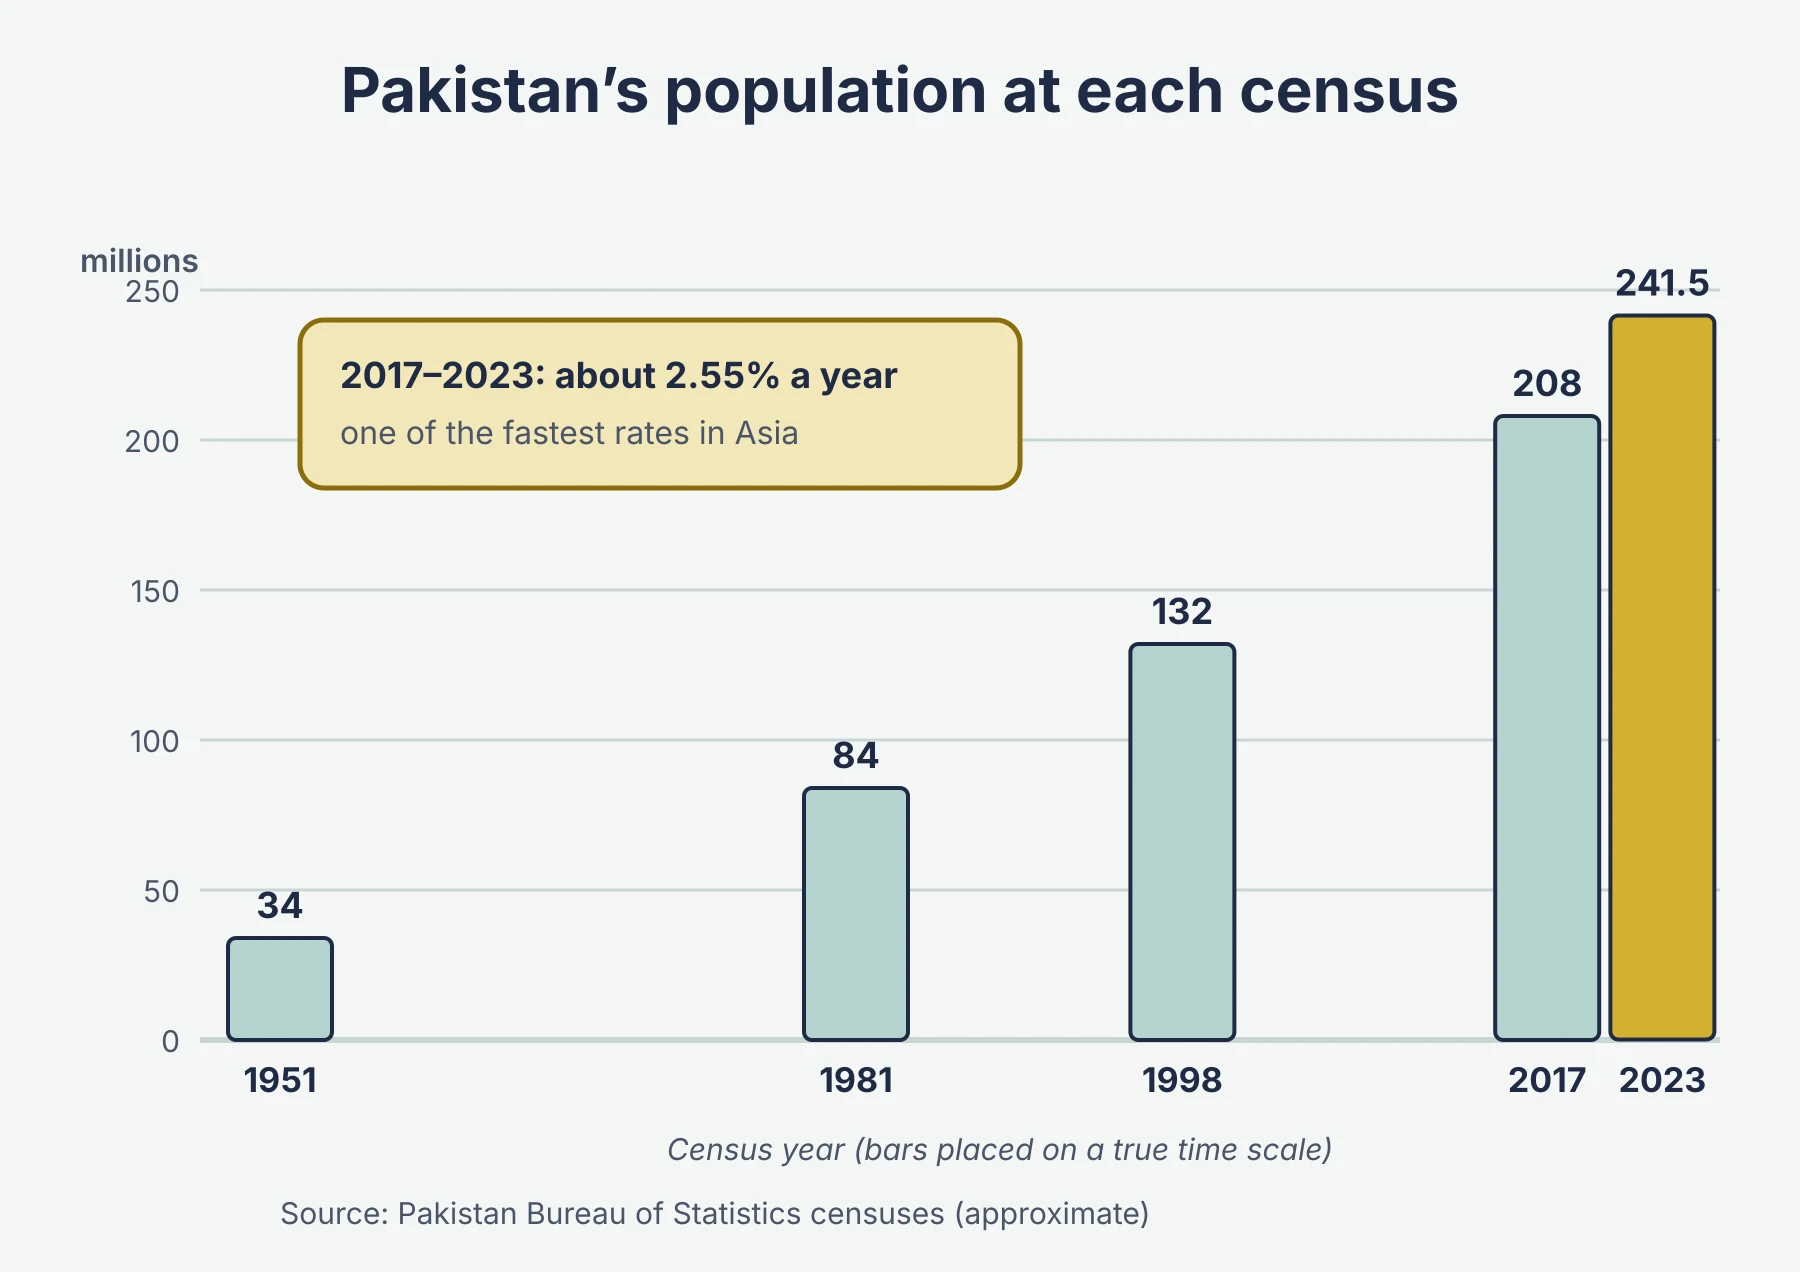 Pakistan’s population at each census
millions
250
200
150
100
50
0
2017–2023: about 2.55% a year
one of the fastest rates in Asia
34
84
132
208
241.5
1951
1981
1998
2017
2023
Census year (bars placed on a true time scale)
Source: Pakistan Bureau of Statistics censuses (approximate)